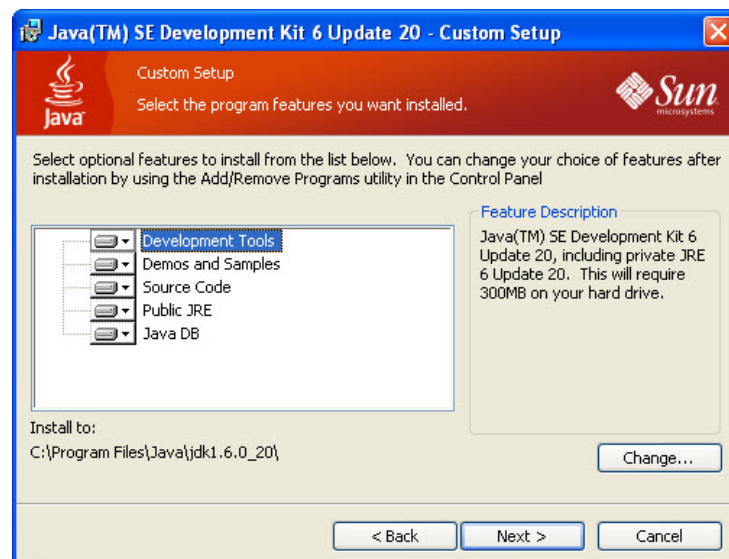 Java(TM) SE Development Kit 6 Update 20 - Custom Setup
Java
Custom Setup
Select the program features you want installed.
Sun
microsystems
Select optional features to install from the list below.  You can change your choice of features after
installation by using the Add/Remove Programs utility in the Control Panel
Development Tools
Demos and Samples
Source Code
Public JRE
Java DB
Feature Description
Java(TM) SE Development Kit 6
Update 20, including private JRE
6 Update 20.  This will require
300MB on your hard drive.
Install to:
C:\Program Files\Java\jdk1.6.0_20\
Change...
< Back
Next >
Cancel